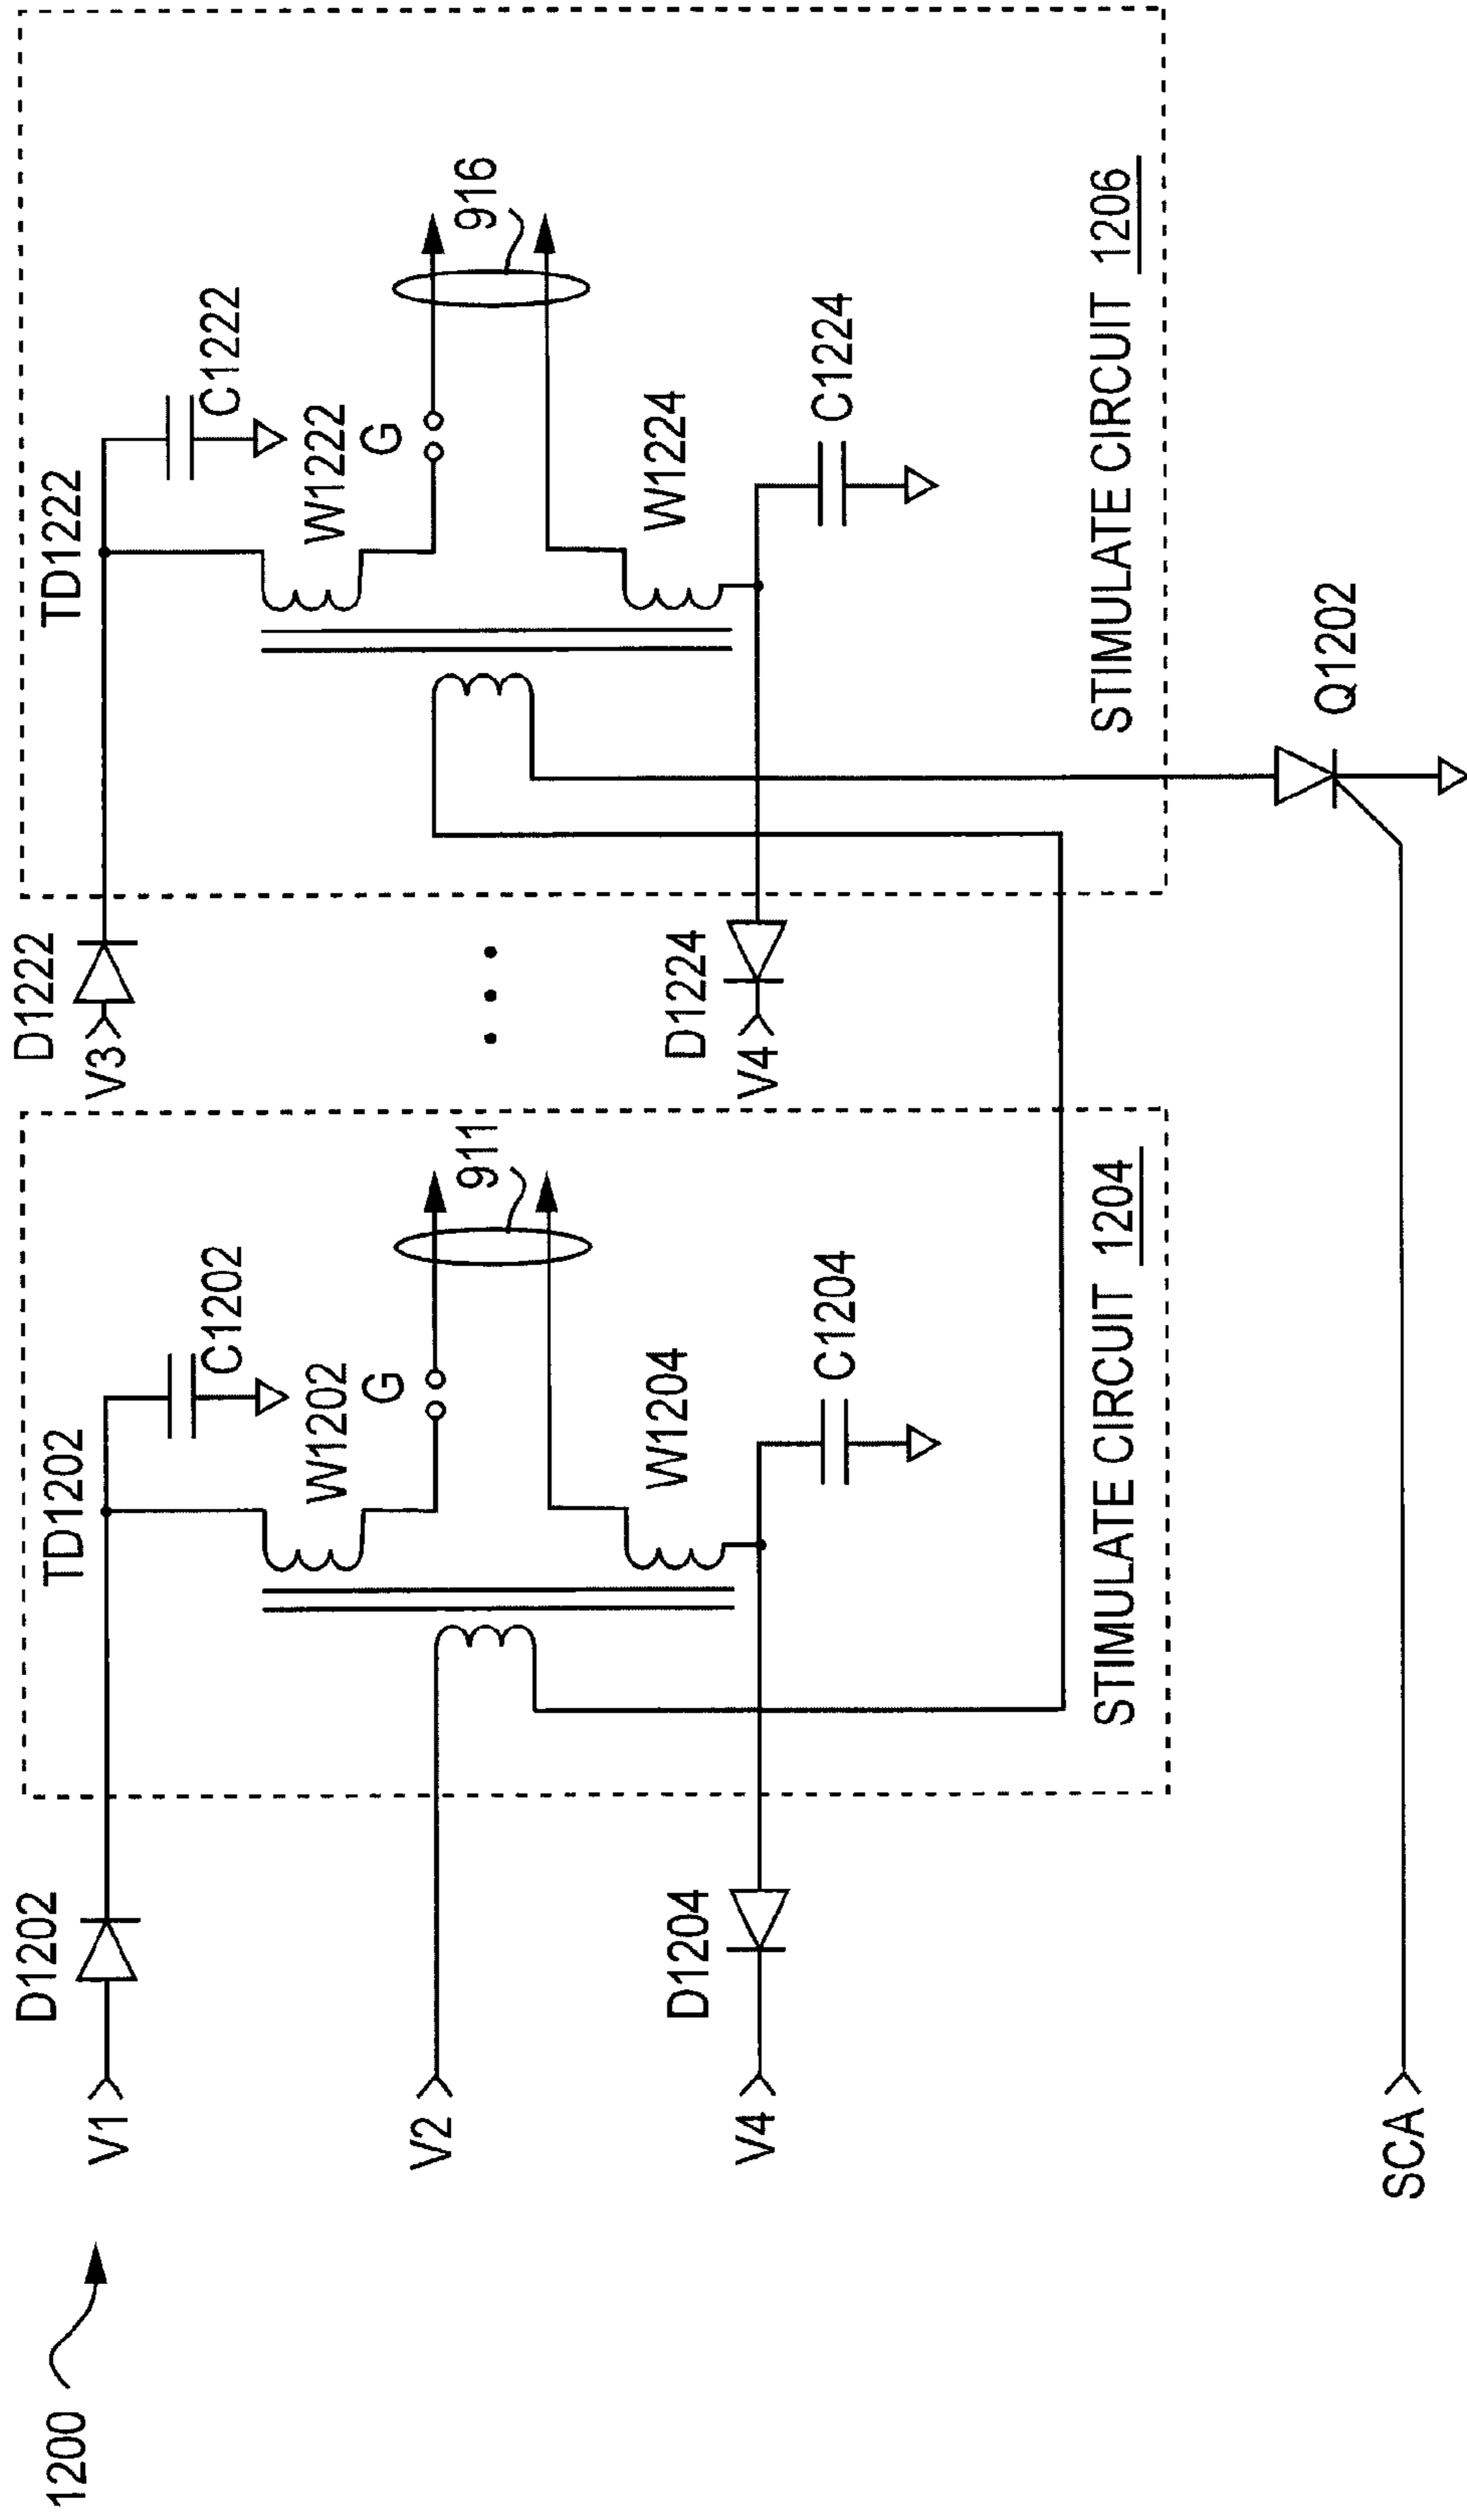 1200
V1
D1202
TD1202
C1202
W1202
G
911
V2
W1204
V4
D1204
C1204
STIMULATE CIRCUIT 1204
V3
D1222
TD1222
C1222
W1222
G
916
W1224
V4
D1224
C1224
STIMULATE CIRCUIT 1206
Q1202
SCA